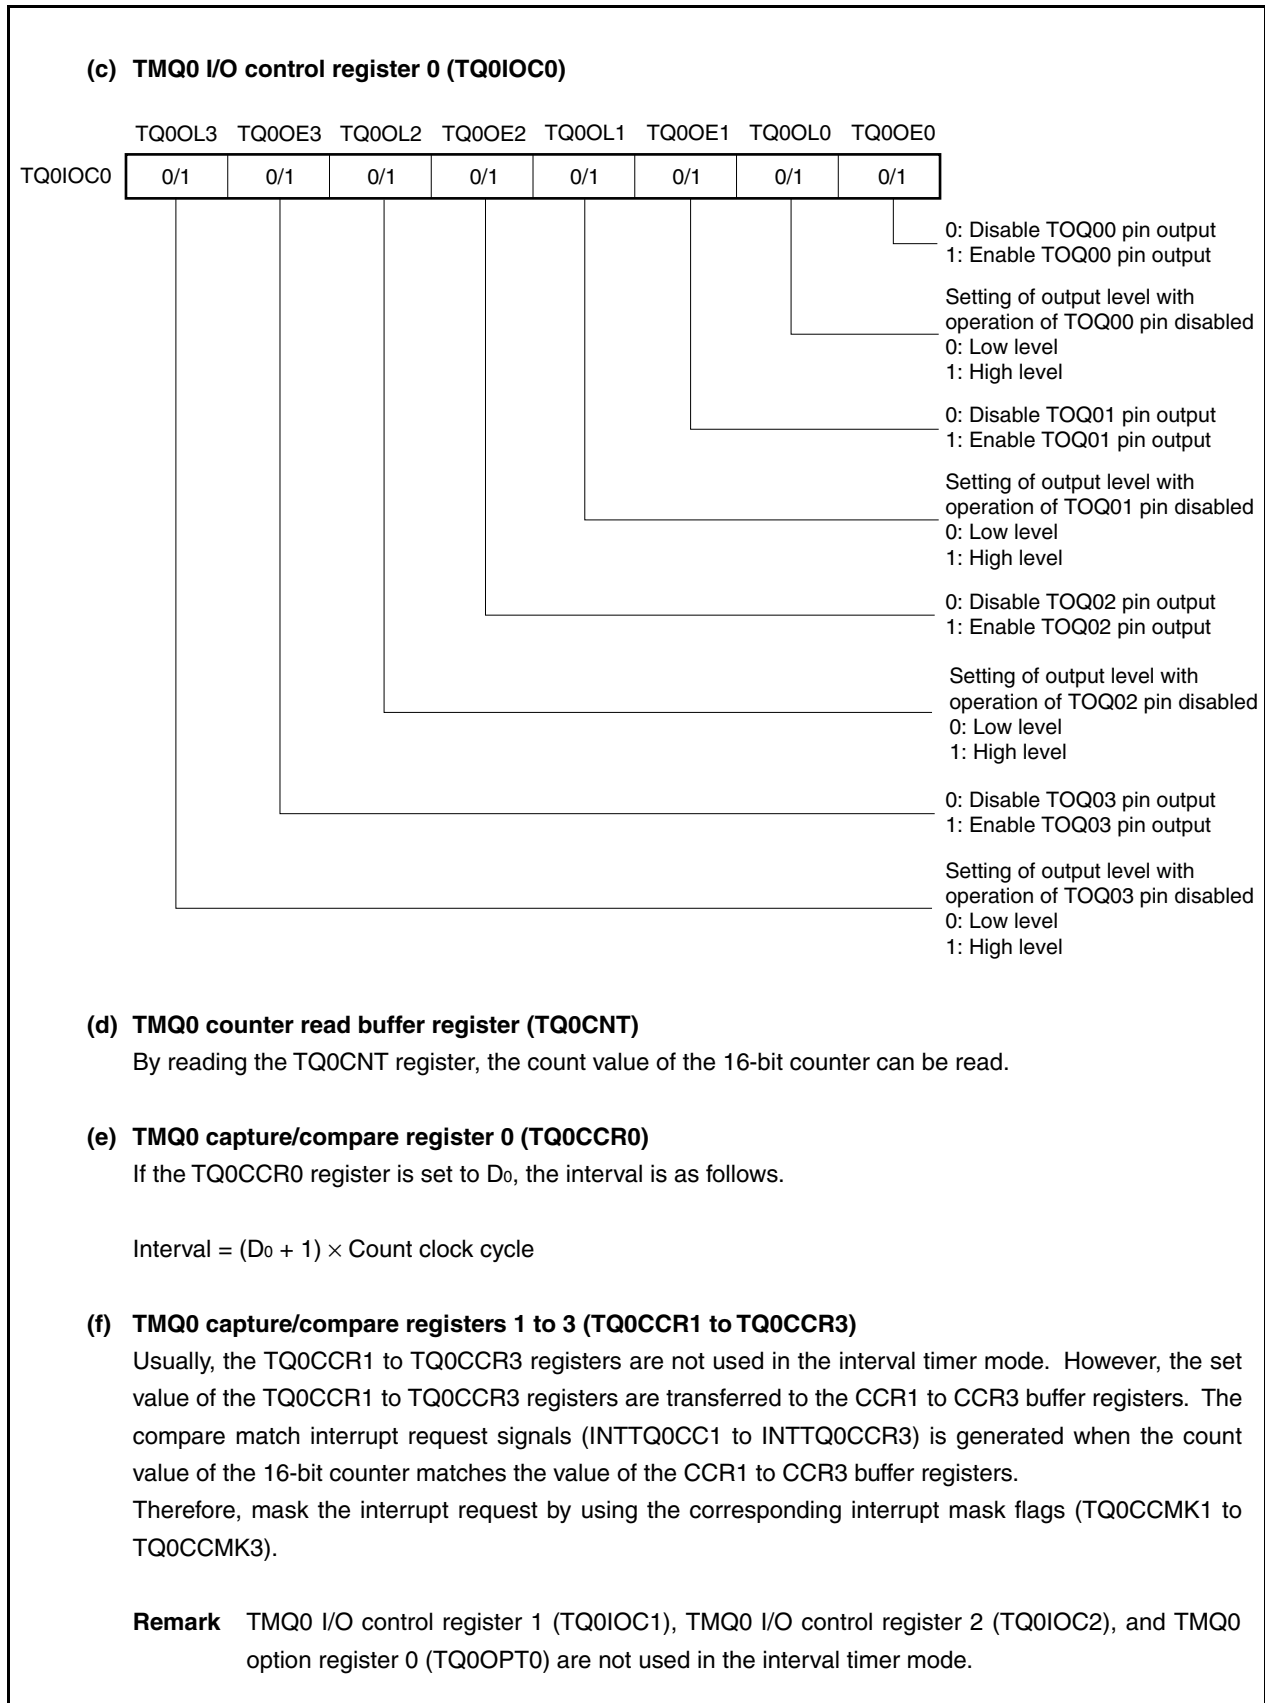 (c) TMQ0 I/O control register 0 (TQ0IOC0)
TQ0OL3 TQ0OE3 TQ0OL2 TQ0OE2 TQ0OL1 TQ0OE1 TQ0OL0 TQ0OE0
TQ0IOC0 0/1 0/1 0/1 0/1 0/1 0/1 0/1 0/1
0: Disable TOQ00 pin output
1: Enable TOQ00 pin output
Setting of output level with
operation of TOQ00 pin disabled
0: Low level
1: High level
0: Disable TOQ01 pin output
1: Enable TOQ01 pin output
Setting of output level with
operation of TOQ01 pin disabled
0: Low level
1: High level
0: Disable TOQ02 pin output
1: Enable TOQ02 pin output
Setting of output level with
operation of TOQ02 pin disabled
0: Low level
1: High level
0: Disable TOQ03 pin output
1: Enable TOQ03 pin output
Setting of output level with
operation of TOQ03 pin disabled
0: Low level
1: High level
(d) TMQ0 counter read buffer register (TQ0CNT)
By reading the TQ0CNT register, the count value of the 16-bit counter can be read.
(e) TMQ0 capture/compare register 0 (TQ0CCR0)
If the TQ0CCR0 register is set to D0, the interval is as follows.
Interval = (D0 + 1) × Count clock cycle
(f) TMQ0 capture/compare registers 1 to 3 (TQ0CCR1 to TQ0CCR3)
Usually, the TQ0CCR1 to TQ0CCR3 registers are not used in the interval timer mode. However, the set
value of the TQ0CCR1 to TQ0CCR3 registers are transferred to the CCR1 to CCR3 buffer registers. The
compare match interrupt request signals (INTTQ0CC1 to INTTQ0CCR3) is generated when the count
value of the 16-bit counter matches the value of the CCR1 to CCR3 buffer registers.
Therefore, mask the interrupt request by using the corresponding interrupt mask flags (TQ0CCMK1 to
TQ0CCMK3).
Remark TMQ0 I/O control register 1 (TQ0IOC1), TMQ0 I/O control register 2 (TQ0IOC2), and TMQ0
option register 0 (TQ0OPT0) are not used in the interval timer mode.